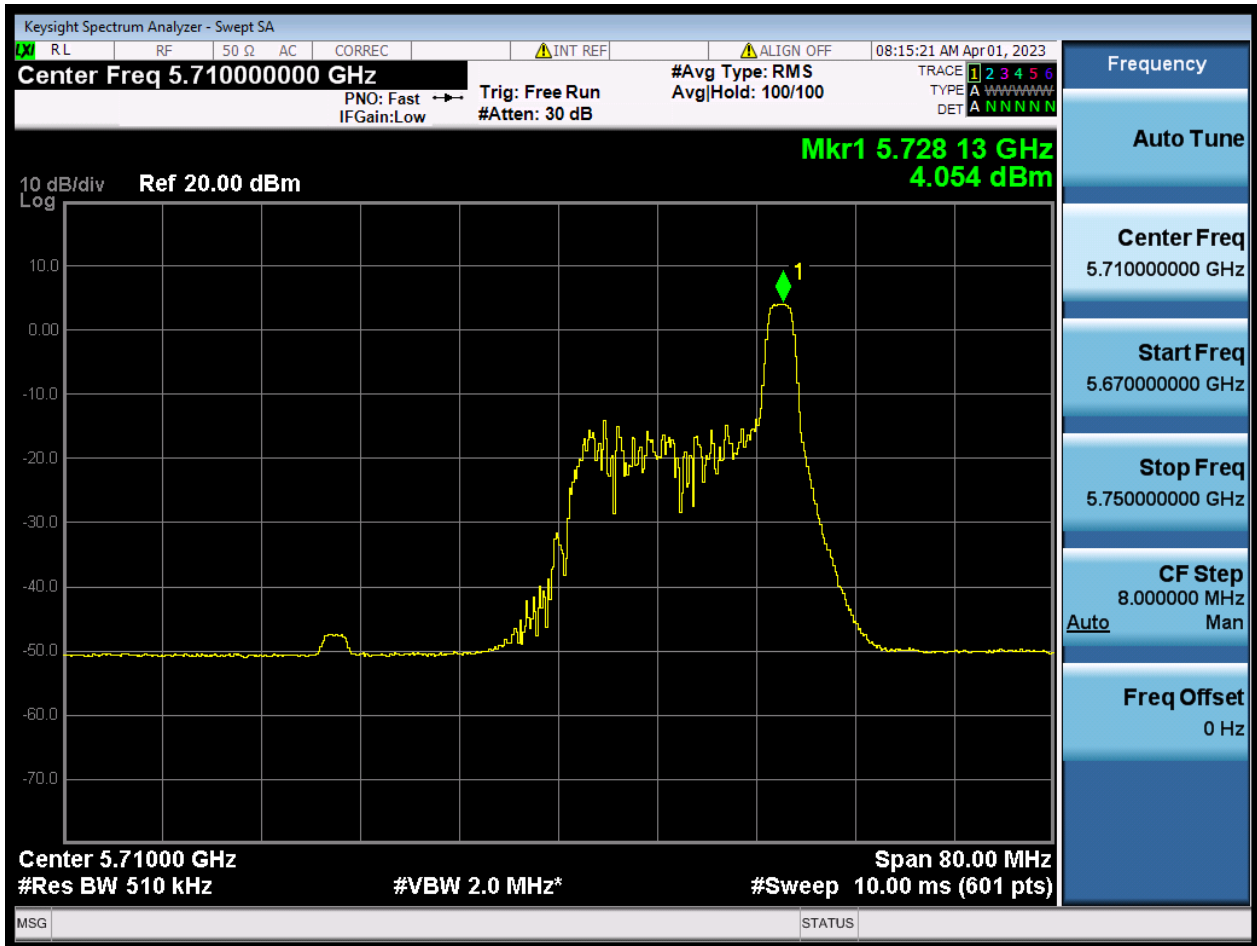 Keysight Spectrum Analyzer - Swept SA
LXI RL RF 50 Ω AC CORREC INT REF ALIGN OFF 08:15:21 AM Apr 01, 2023
Center Freq 5.710000000 GHz
PNO: Fast
IFGain:Low
Trig: Free Run
#Atten: 30 dB
#Avg Type: RMS
Avg|Hold: 100/100
TRACE 1 2 3 4 5 6
TYPE A WWWWW
DET A N N N N N
Mkr1 5.728 13 GHz
4.054 dBm
10 dB/div Ref 20.00 dBm
Log
1
10.0
0.00
-10.0
-20.0
-30.0
-40.0
-50.0
-60.0
-70.0
Center 5.71000 GHz Span 80.00 MHz
#Res BW 510 kHz #VBW 2.0 MHz* #Sweep 10.00 ms (601 pts)
MSG STATUS
Frequency
Auto Tune
Center Freq
5.710000000 GHz
Start Freq
5.670000000 GHz
Stop Freq
5.750000000 GHz
CF Step
8.000000 MHz
Auto Man
Freq Offset
0 Hz